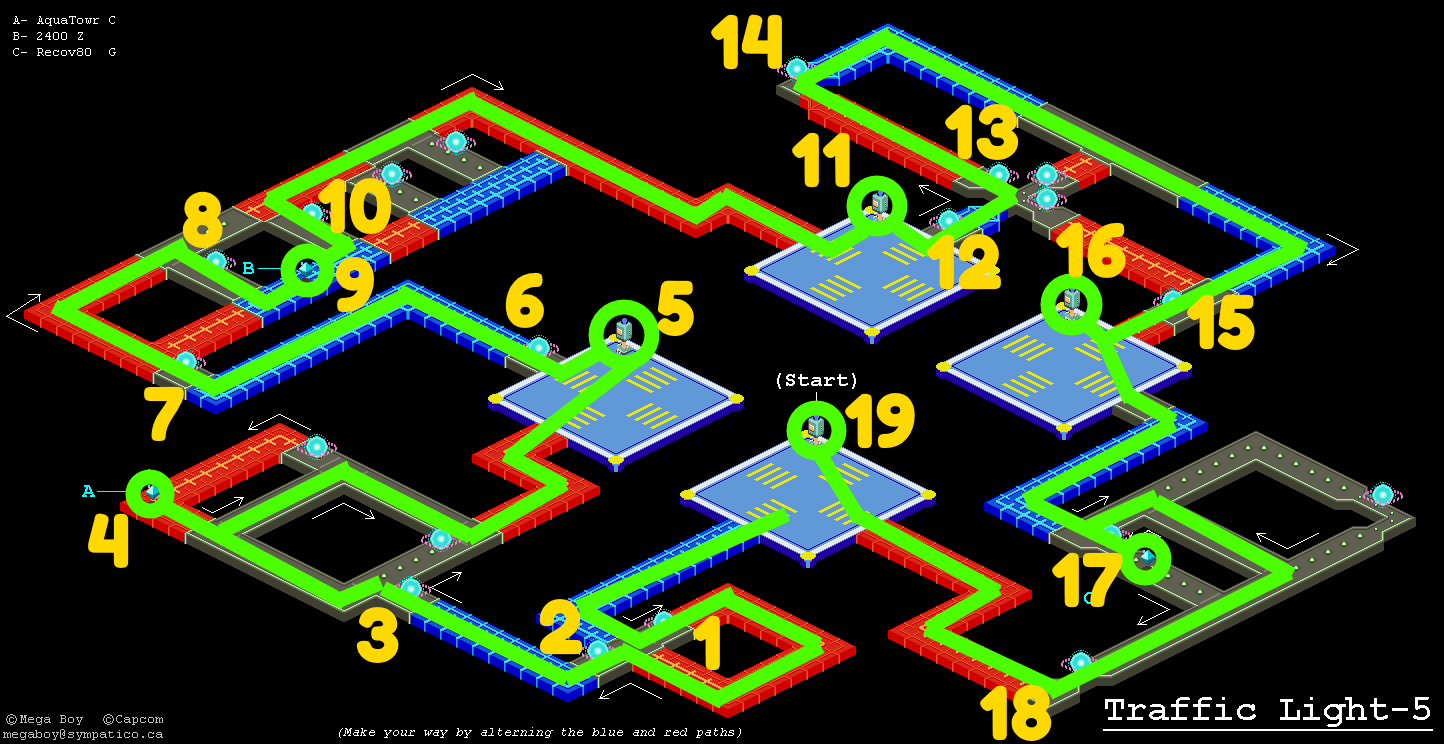 A- AquaTowr C
B- 2400 Z
C- Recov80 G
14
13
11
8
10
B
12
16
9
6
5
15
(Start)
7
19
A
4
17
C
2
1
3
18
Traffic Light-5
©Mega Boy ©Capcom
megaboy@sympatico.ca
(Make your way by alterning the blue and red paths)